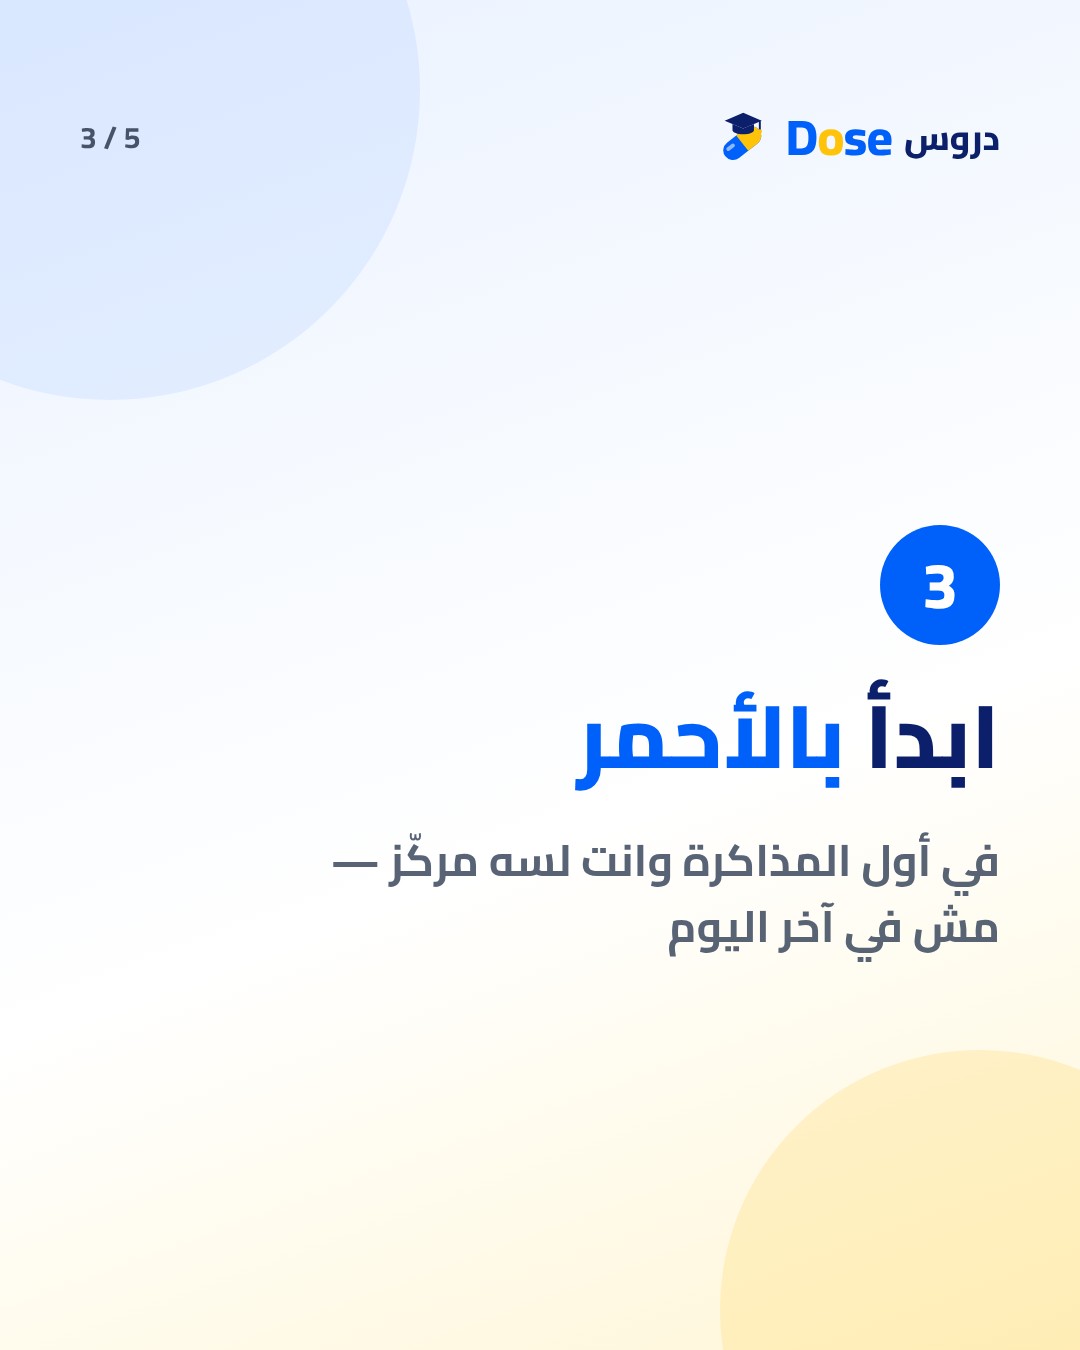 دروس Dose
3 / 5
3
ابدأ بالأحمر
في أول المذاكرة وانت لسه مركّز —
مش في آخر اليوم